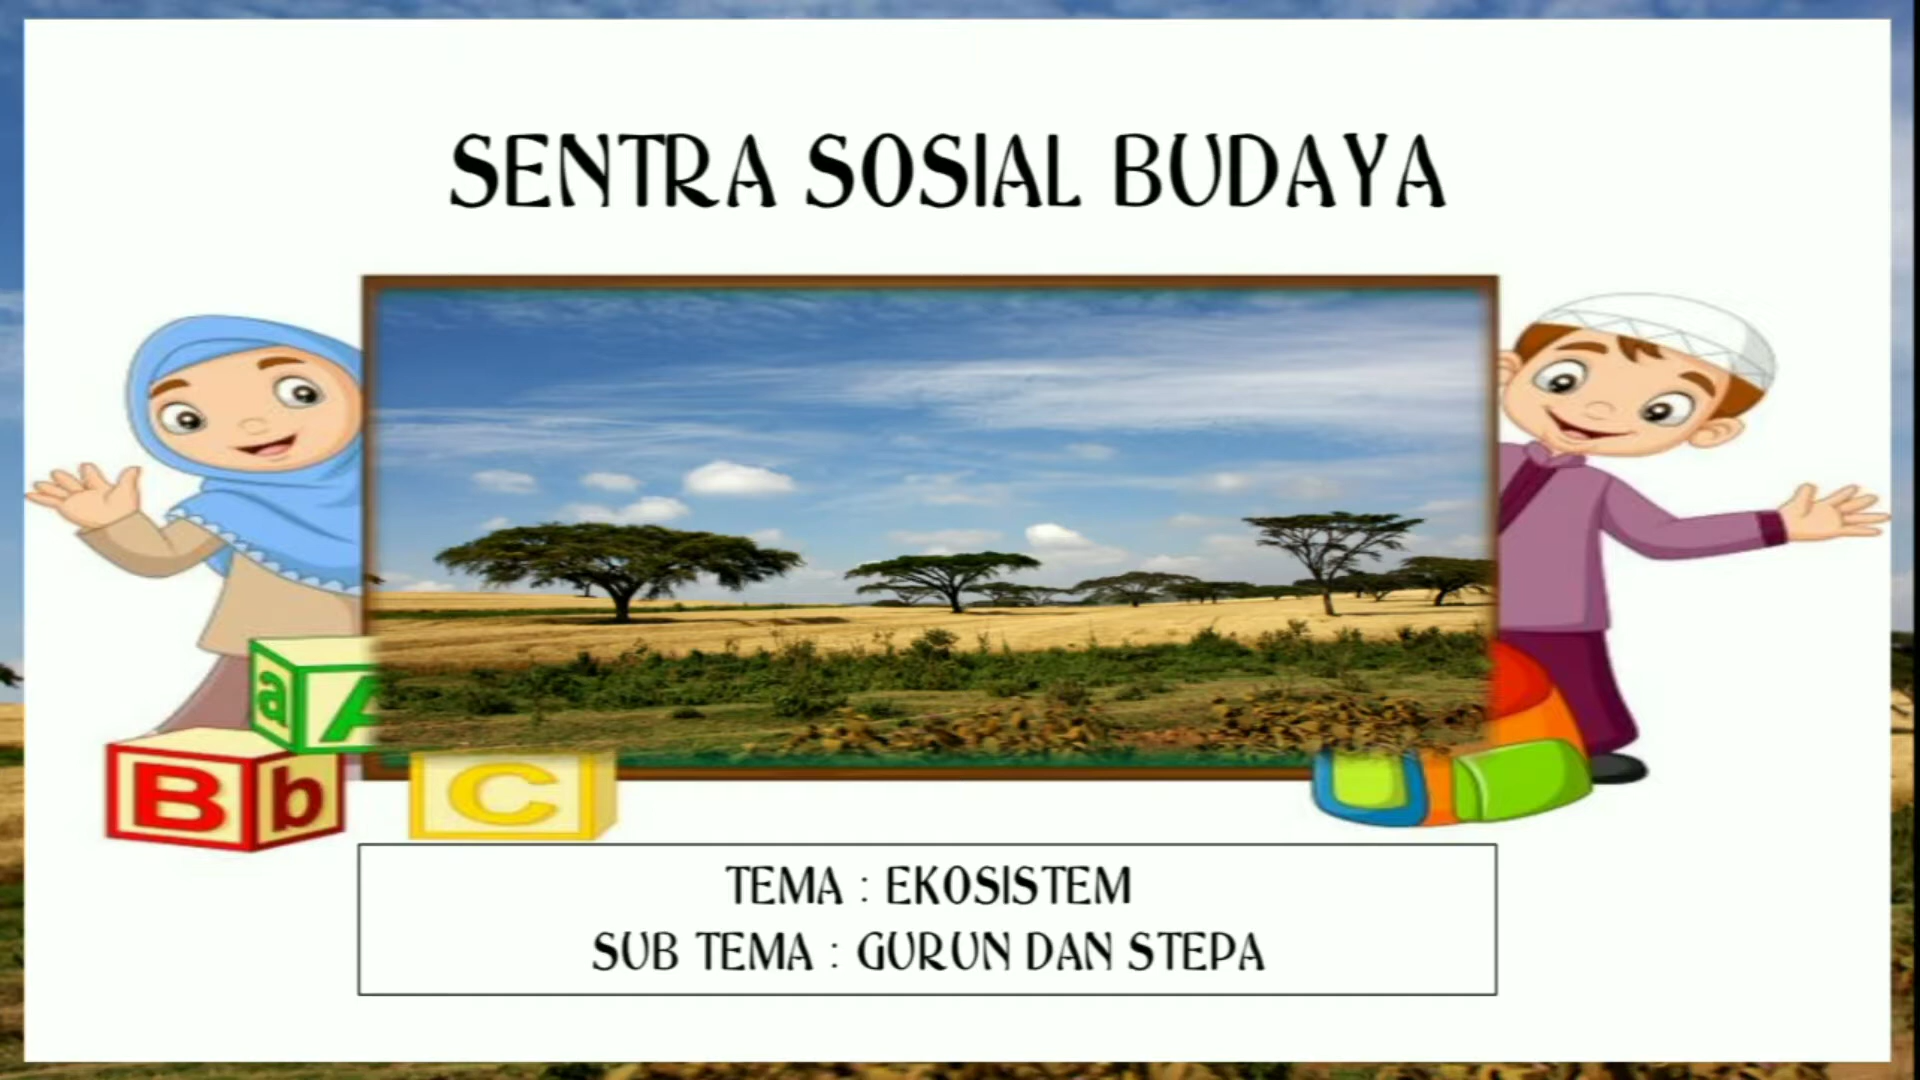 SENTRA SOSIAL BUDAYA
a A
B b C
TEMA : EKOSISTEM
SUB TEMA : GURUN DAN STEPA